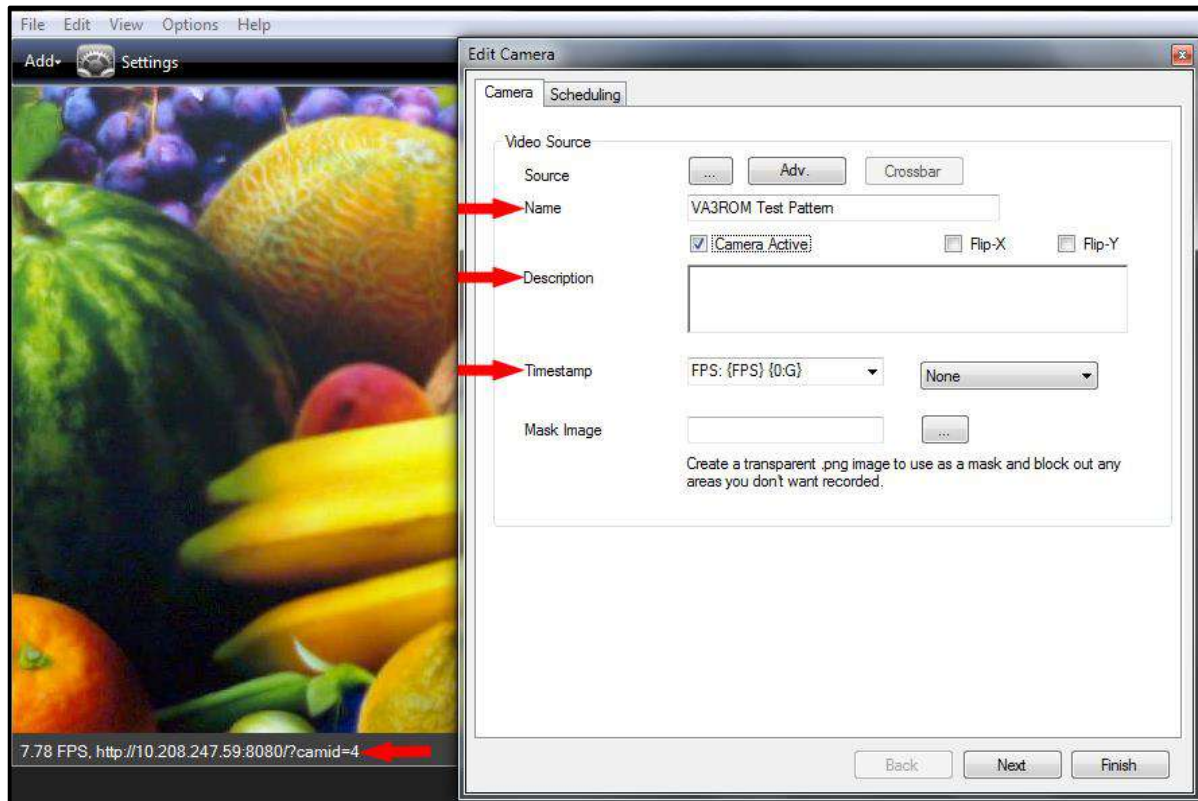 File Edit View Options Help
Add Settings
Edit Camera
Camera Scheduling
Video Source
Source ... Adv. Crossbar
Name VA3ROM Test Pattern
Camera Active Flip-X Flip-Y
Description
Timestamp FPS: {FPS} {0:G} None
Mask Image ...
Create a transparent .png image to use as a mask and block out any
areas you don't want recorded.
7.78 FPS, http://10.208.247.59:8080/?camid=4
Back Next Finish